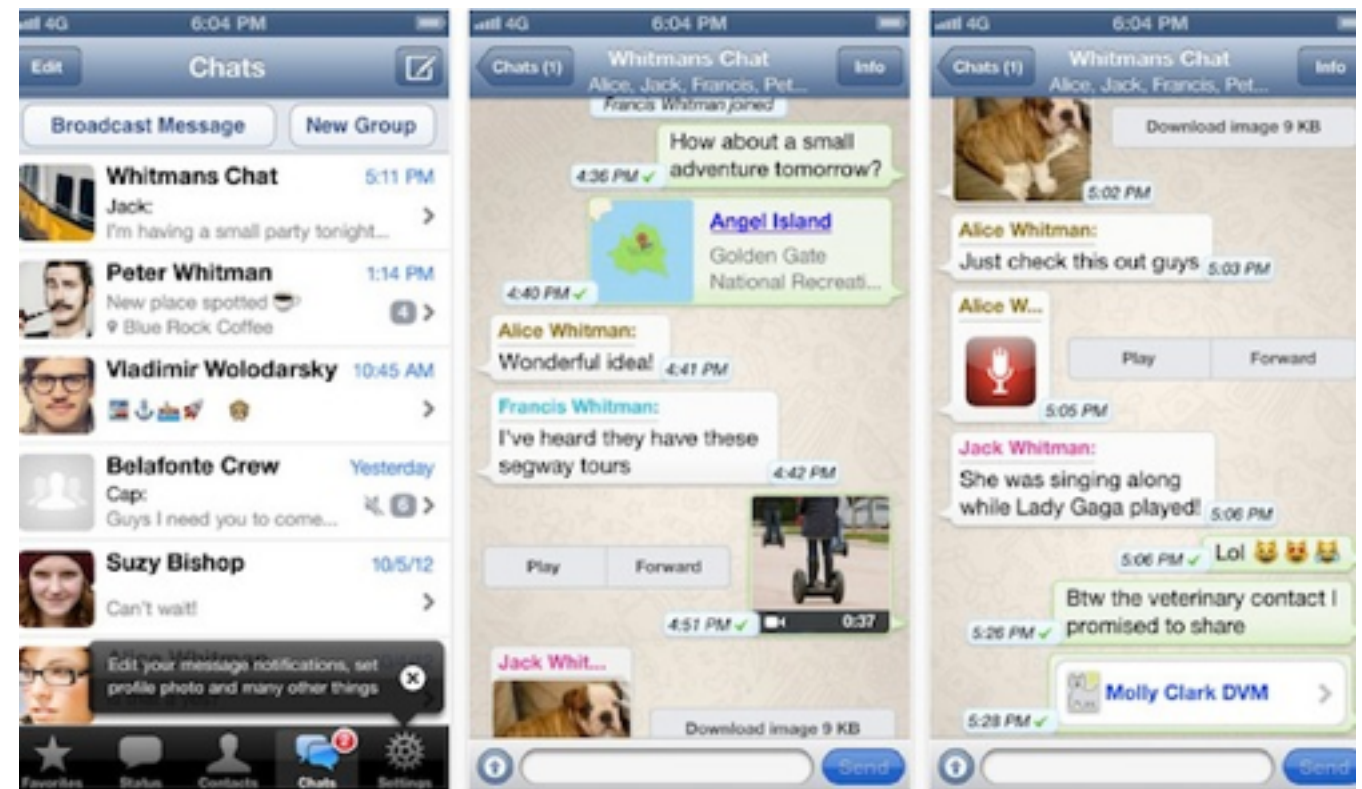 4G 6:04 PM
Edit Chats
Broadcast Message New Group
Whitmans Chat 5:11 PM
Jack:
I'm having a small party tonight...
Peter Whitman 1:14 PM
New place spotted
Blue Rock Coffee 4
Vladimir Wolodarsky 10:45 AM
Belafonte Crew Yesterday
Cap:
Guys I need you to come... 6
Suzy Bishop 10/5/12
Can't wait!
Edit your message notifications, set
profile photo and many other things
2
Favorites Status Contacts Chats Settings
4G 6:04 PM
Chats (1) Whitmans Chat Info
Alice, Jack, Francis, Pet...
Francis Whitman joined
How about a small
adventure tomorrow?
4:36 PM
Angel Island
Golden Gate
National Recreati...
4:40 PM
Alice Whitman:
Wonderful idea! 4:41 PM
Francis Whitman:
I've heard they have these
segway tours 4:42 PM
Play Forward
4:51 PM 0:37
Jack Whit...
Download image 9 KB
Send
4G 6:04 PM
Chats (1) Whitmans Chat Info
Alice, Jack, Francis, Pet...
Download image 9 KB
5:02 PM
Alice Whitman:
Just check this out guys 5:03 PM
Alice W...
Play Forward
5:05 PM
Jack Whitman:
She was singing along
while Lady Gaga played! 5:06 PM
5:06 PM Lol
Btw the veterinary contact I
promised to share
5:26 PM
Molly Clark DVM
5:28 PM
Send